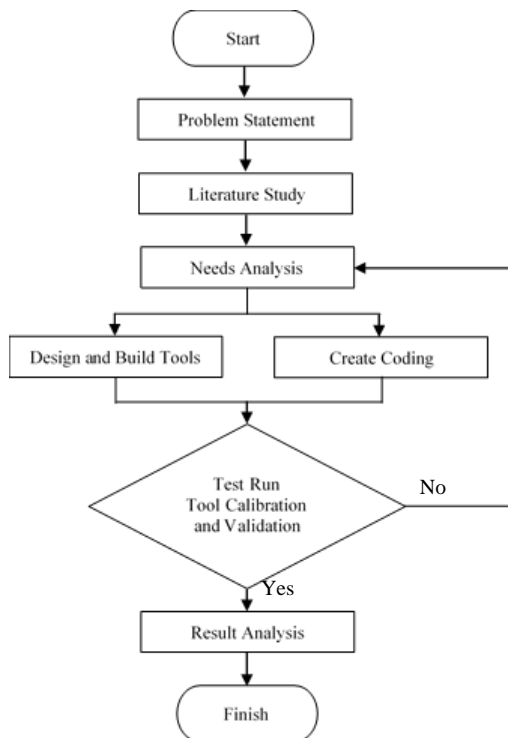 Start
Problem Statement
Literature Study
Needs Analysis
Design and Build Tools
Create Coding
Test Run
Tool Calibration
and Validation
No
Yes
Result Analysis
Finish